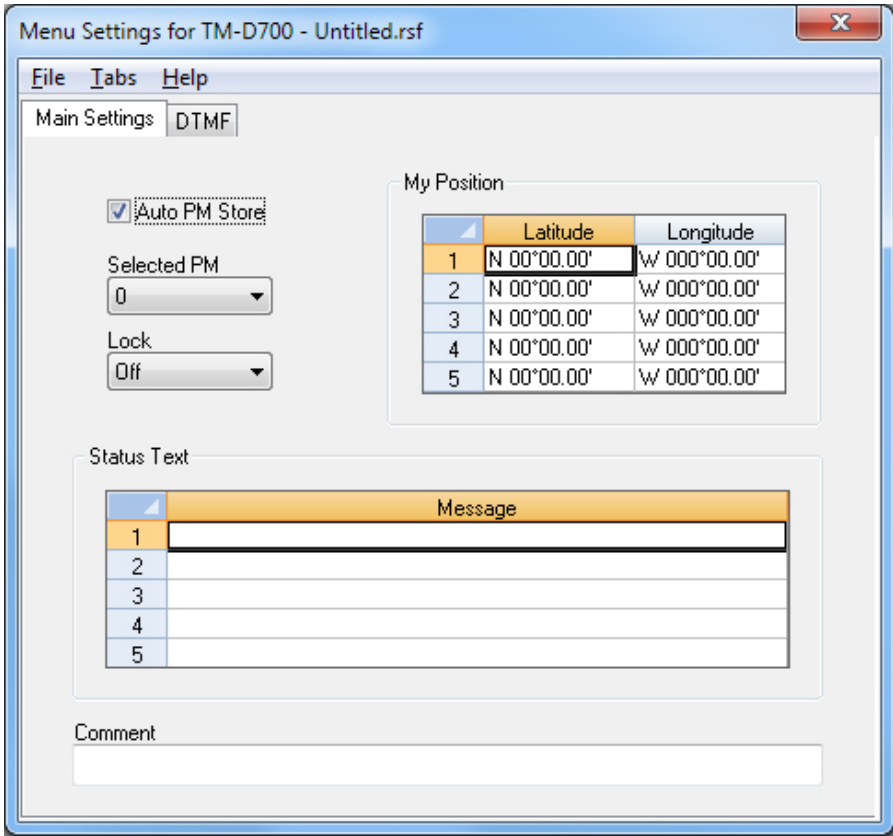 Menu Settings for TM-D700 - Untitled.rsf
File Tabs Help
Main Settings DTMF
Auto PM Store
Selected PM
0
Lock
Off
My Position
Latitude Longitude
1 N 00°00.00' W 000°00.00'
2 N 00°00.00' W 000°00.00'
3 N 00°00.00' W 000°00.00'
4 N 00°00.00' W 000°00.00'
5 N 00°00.00' W 000°00.00'
Status Text
Message
1
2
3
4
5
Comment